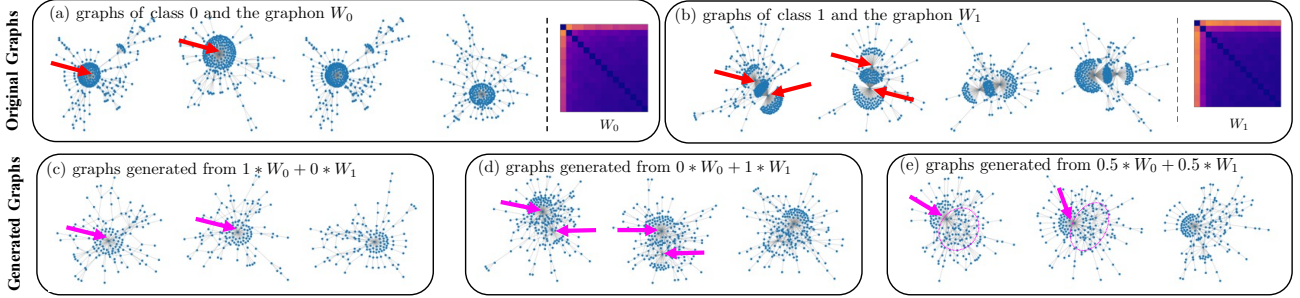 Original Graphs
(a) graphs of class 0 and the graphon W₀
W₀
(b) graphs of class 1 and the graphon W₁
W₁
Generated Graphs
(c) graphs generated from 1 * W₀ + 0 * W₁
(d) graphs generated from 0 * W₀ + 1 * W₁
(e) graphs generated from 0.5 * W₀ + 0.5 * W₁